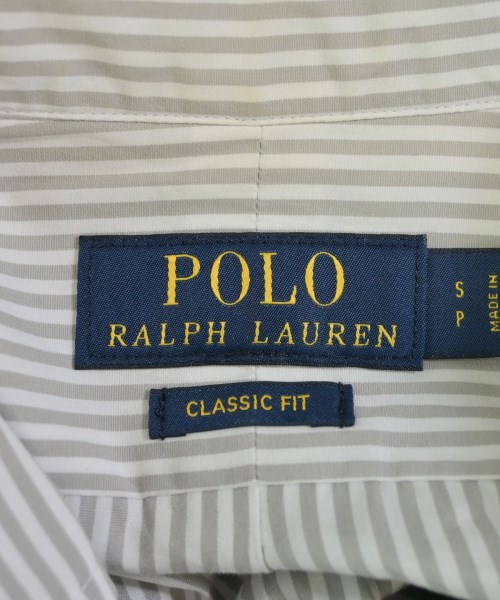 POLO
RALPH LAUREN
S
P
MADE IN
CLASSIC FIT